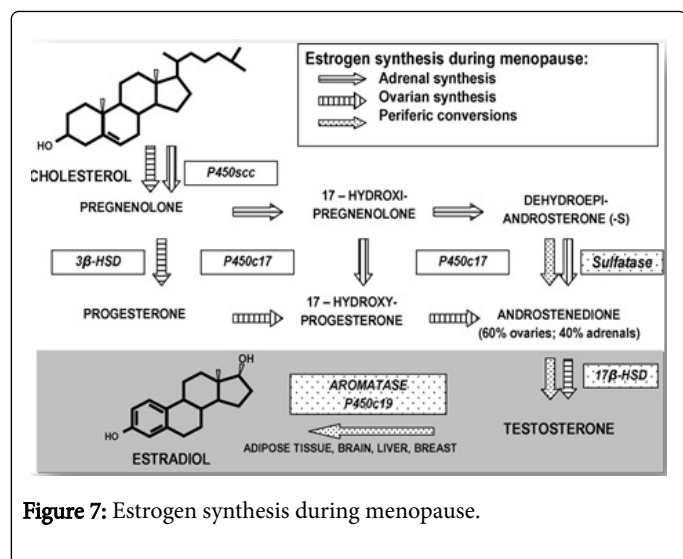 Estrogen synthesis during menopause:
Adrenal synthesis
Ovarian synthesis
Periferic conversions
HO
CHOLESTEROL
P450scc
PREGNENOLONE
17 – HYDROXI-
PREGNENOLONE
DEHYDROEPI-
ANDROSTERONE (-S)
3β-HSD
P450c17
P450c17
Sulfatase
PROGESTERONE
17 – HYDROXY-
PROGESTERONE
ANDROSTENEDIONE
(60% ovaries; 40% adrenals)
OH
HO
ESTRADIOL
AROMATASE
P450c19
ADIPOSE TISSUE, BRAIN, LIVER, BREAST
17β-HSD
TESTOSTERONE
Figure 7: Estrogen synthesis during menopause.